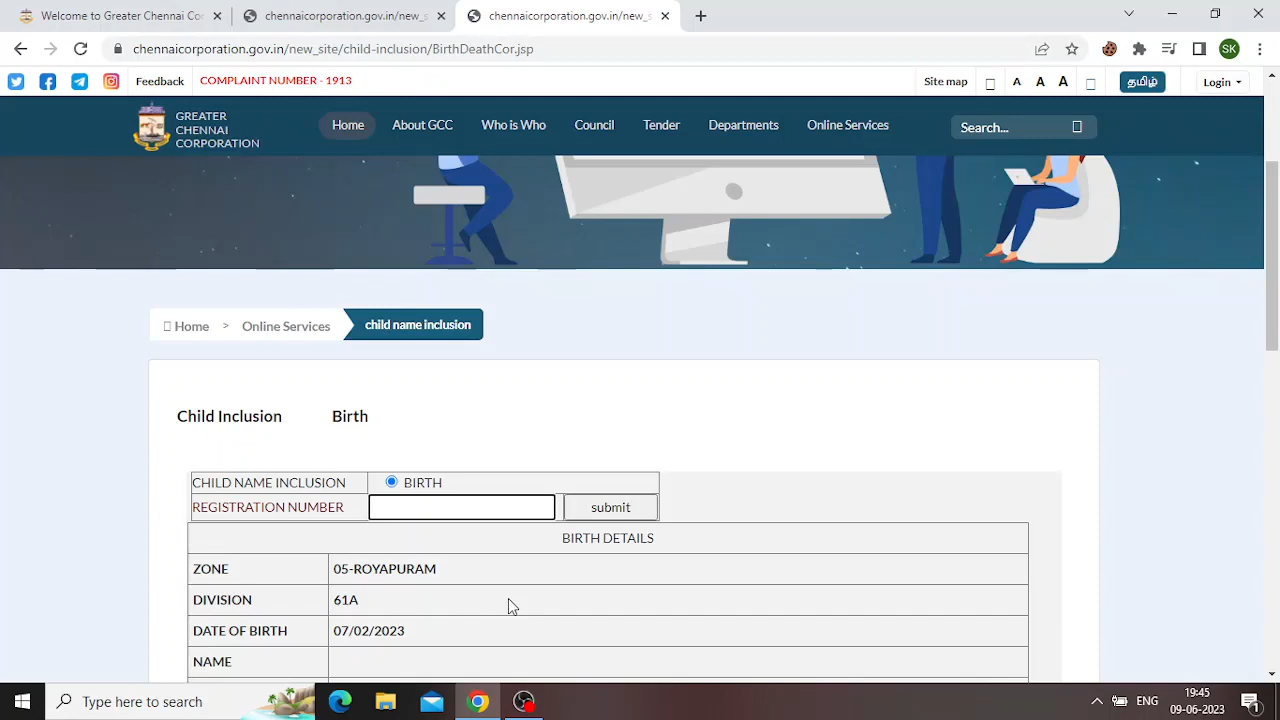 Welcome to Greater Chennai Cor
chennaicorporation.gov.in/new_s
chennaicorporation.gov.in/new_s
chennaicorporation.gov.in/new_site/child-inclusion/BirthDeathCor.jsp
SK
Feedback
COMPLAINT NUMBER - 1913
Site map
A
A
A
தமிழ்
Login
GREATER
CHENNAI
CORPORATION
Home
About GCC
Who is Who
Council
Tender
Departments
Online Services
Search...
Home > Online Services
child name inclusion
Child Inclusion
Birth
CHILD NAME INCLUSION
BIRTH
REGISTRATION NUMBER
submit
BIRTH DETAILS
ZONE
05-ROYAPURAM
DIVISION
61A
DATE OF BIRTH
07/02/2023
NAME
Type here to search
ENG
19:45
09-06-2023
1